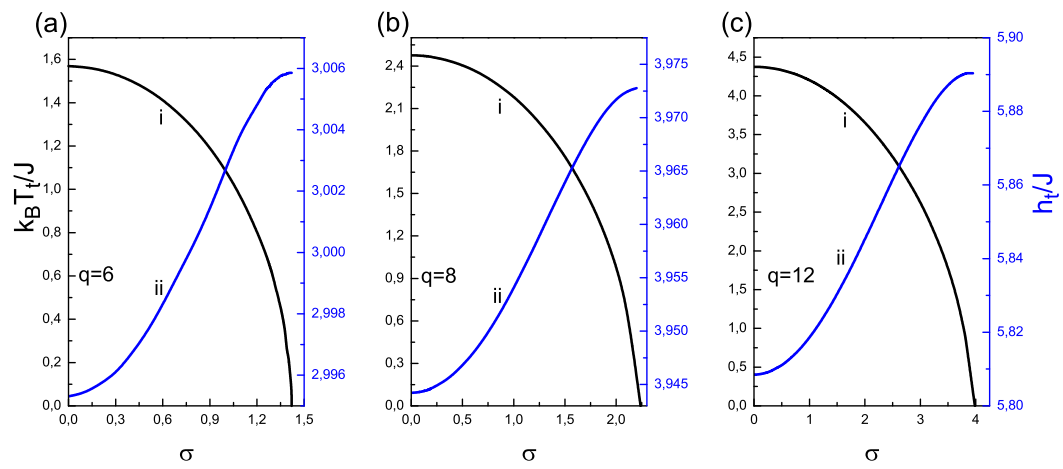 (a)
k_BT_t/J
1,6
1,4
1,2
1,0
0,8
0,6
0,4
0,2
0,0
i
q=6
ii
3,006
3,004
3,002
3,000
2,998
2,996
2,995
0,0 0,3 0,6 0,9 1,2 1,5
σ
(b)
2,4
2,1
1,8
1,5
1,2
0,9
0,6
0,3
0,0
i
q=8
ii
3,975
3,970
3,965
3,960
3,955
3,950
3,945
0,0 0,5 1,0 1,5 2,0
σ
(c)
4,5
4,0
3,5
3,0
2,5
2,0
1,5
1,0
0,5
0,0
i
ii
q=12
5,90
5,88
5,86
5,84
5,82
5,80
0 1 2 3 4
σ
h_t/J